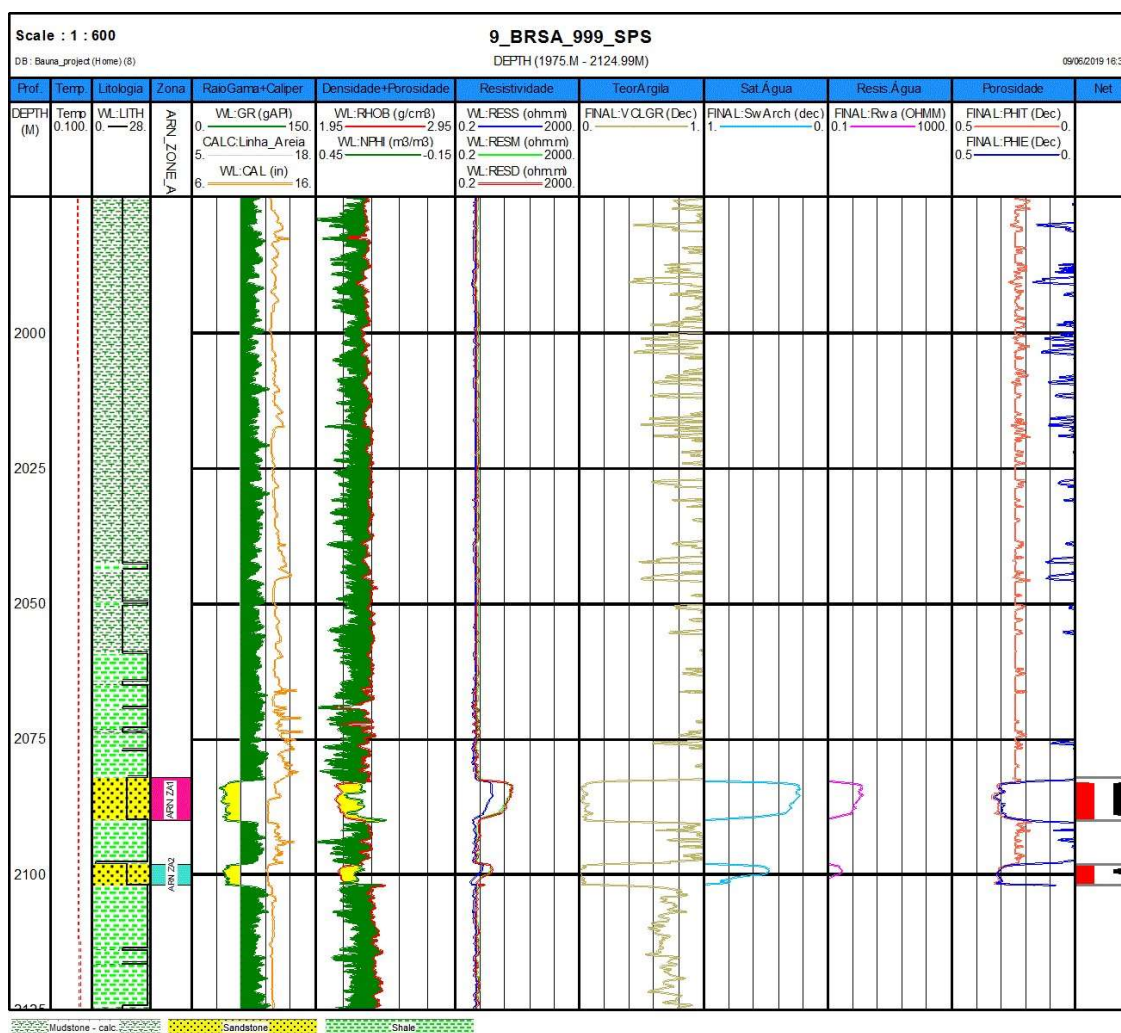 Scale : 1 : 600
9_BRSA_999_SPS
DB : Bauna_project (Home) (8)
DEPTH (1975.M - 2124.99M)
09/06/2019 16:3
Prof. Temp. Litologia Zona RaioGama+Caliper Densidade+Porosidade Resistividade TeorArgila Sat.Água Resis.Água Porosidade Net
DEPTH (M)
Temp
0. 100.
WL:LITH
0. 28.
ARN_ZONE_A
WL:GR (gAPI)
0. 150.
CALC:Linha_Areia
5. 18.
WL:CAL (in)
6. 16.
WL:RHOB (g/cm3)
1.95 2.95
WL:NPHI (m3/m3)
0.45 -0.15
WL:RESS (ohm.m)
0.2 2000.
WL:RESM (ohm.m)
0.2 2000.
WL:RESD (ohm.m)
0.2 2000.
FINAL:VCLGR (Dec)
0. 1.
FINAL:SwArch (dec)
1. 0.
FINAL:Rwa (OHMM)
0.1 1000.
FINAL:PHIT (Dec)
0.5 0.
FINAL:PHIE (Dec)
0.5 0.
2000
2025
2050
2075
ARN ZA1
ARN ZA2
2100
2125
Mudstone - calc. Sandstone Shale